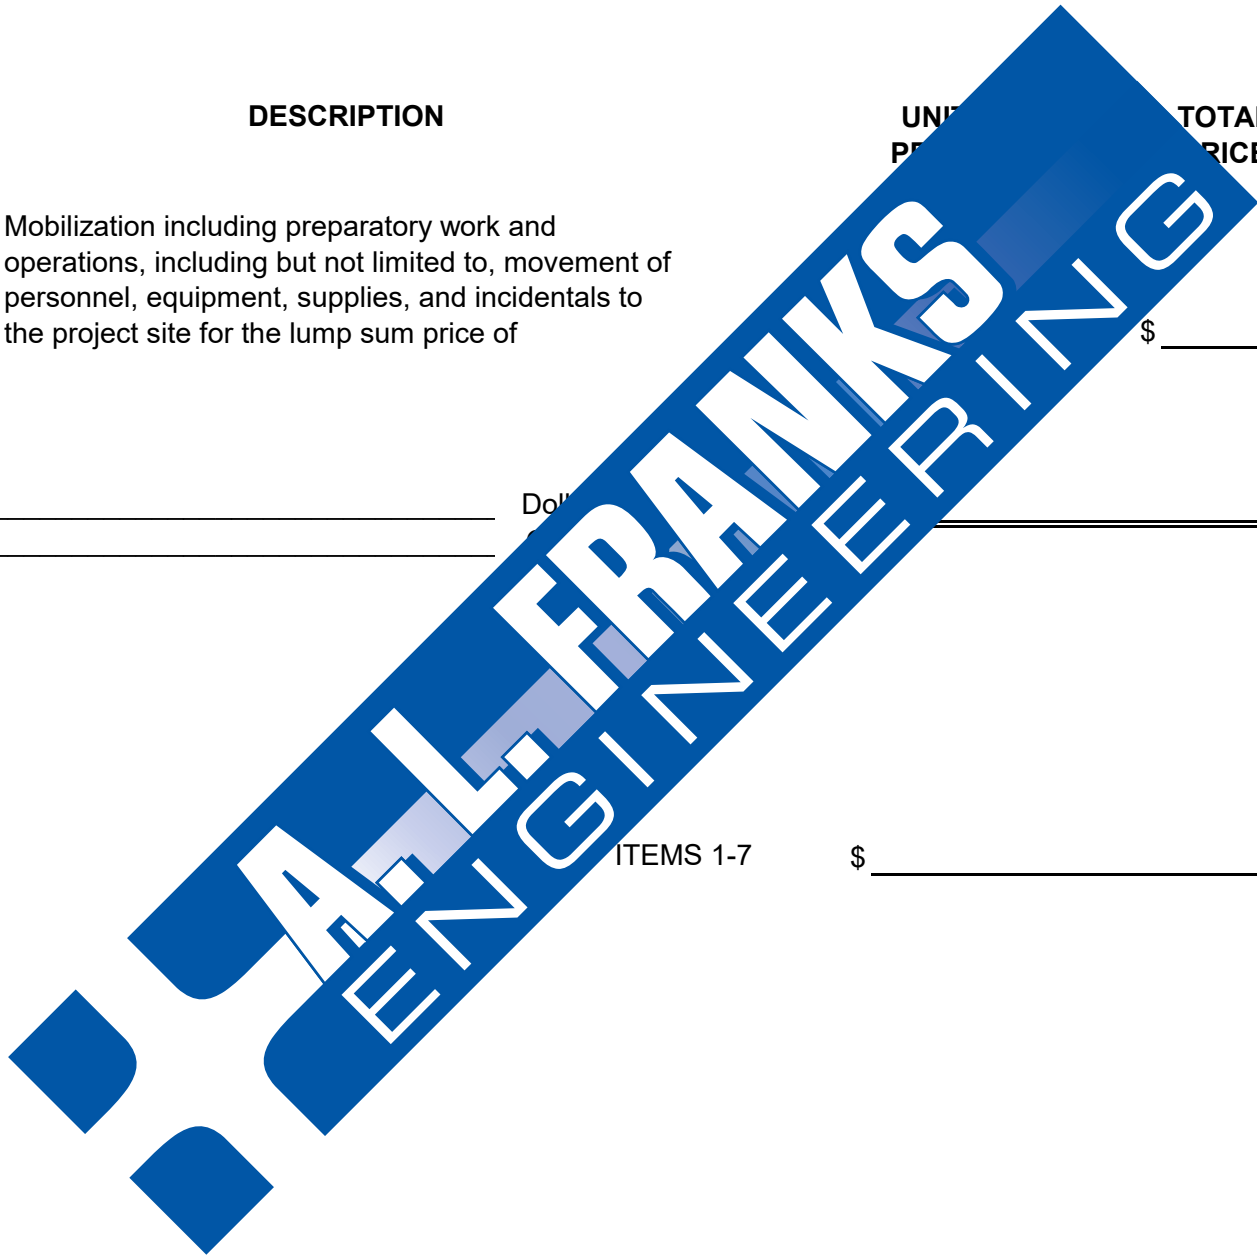 DESCRIPTION
Mobilization including preparatory work and
operations, including but not limited to, movement of
personnel, equipment, supplies, and incidentals to
the project site for the lump sum price of
$
ITEMS 1-7 $
A.L. FRANKS
ENGINEERING